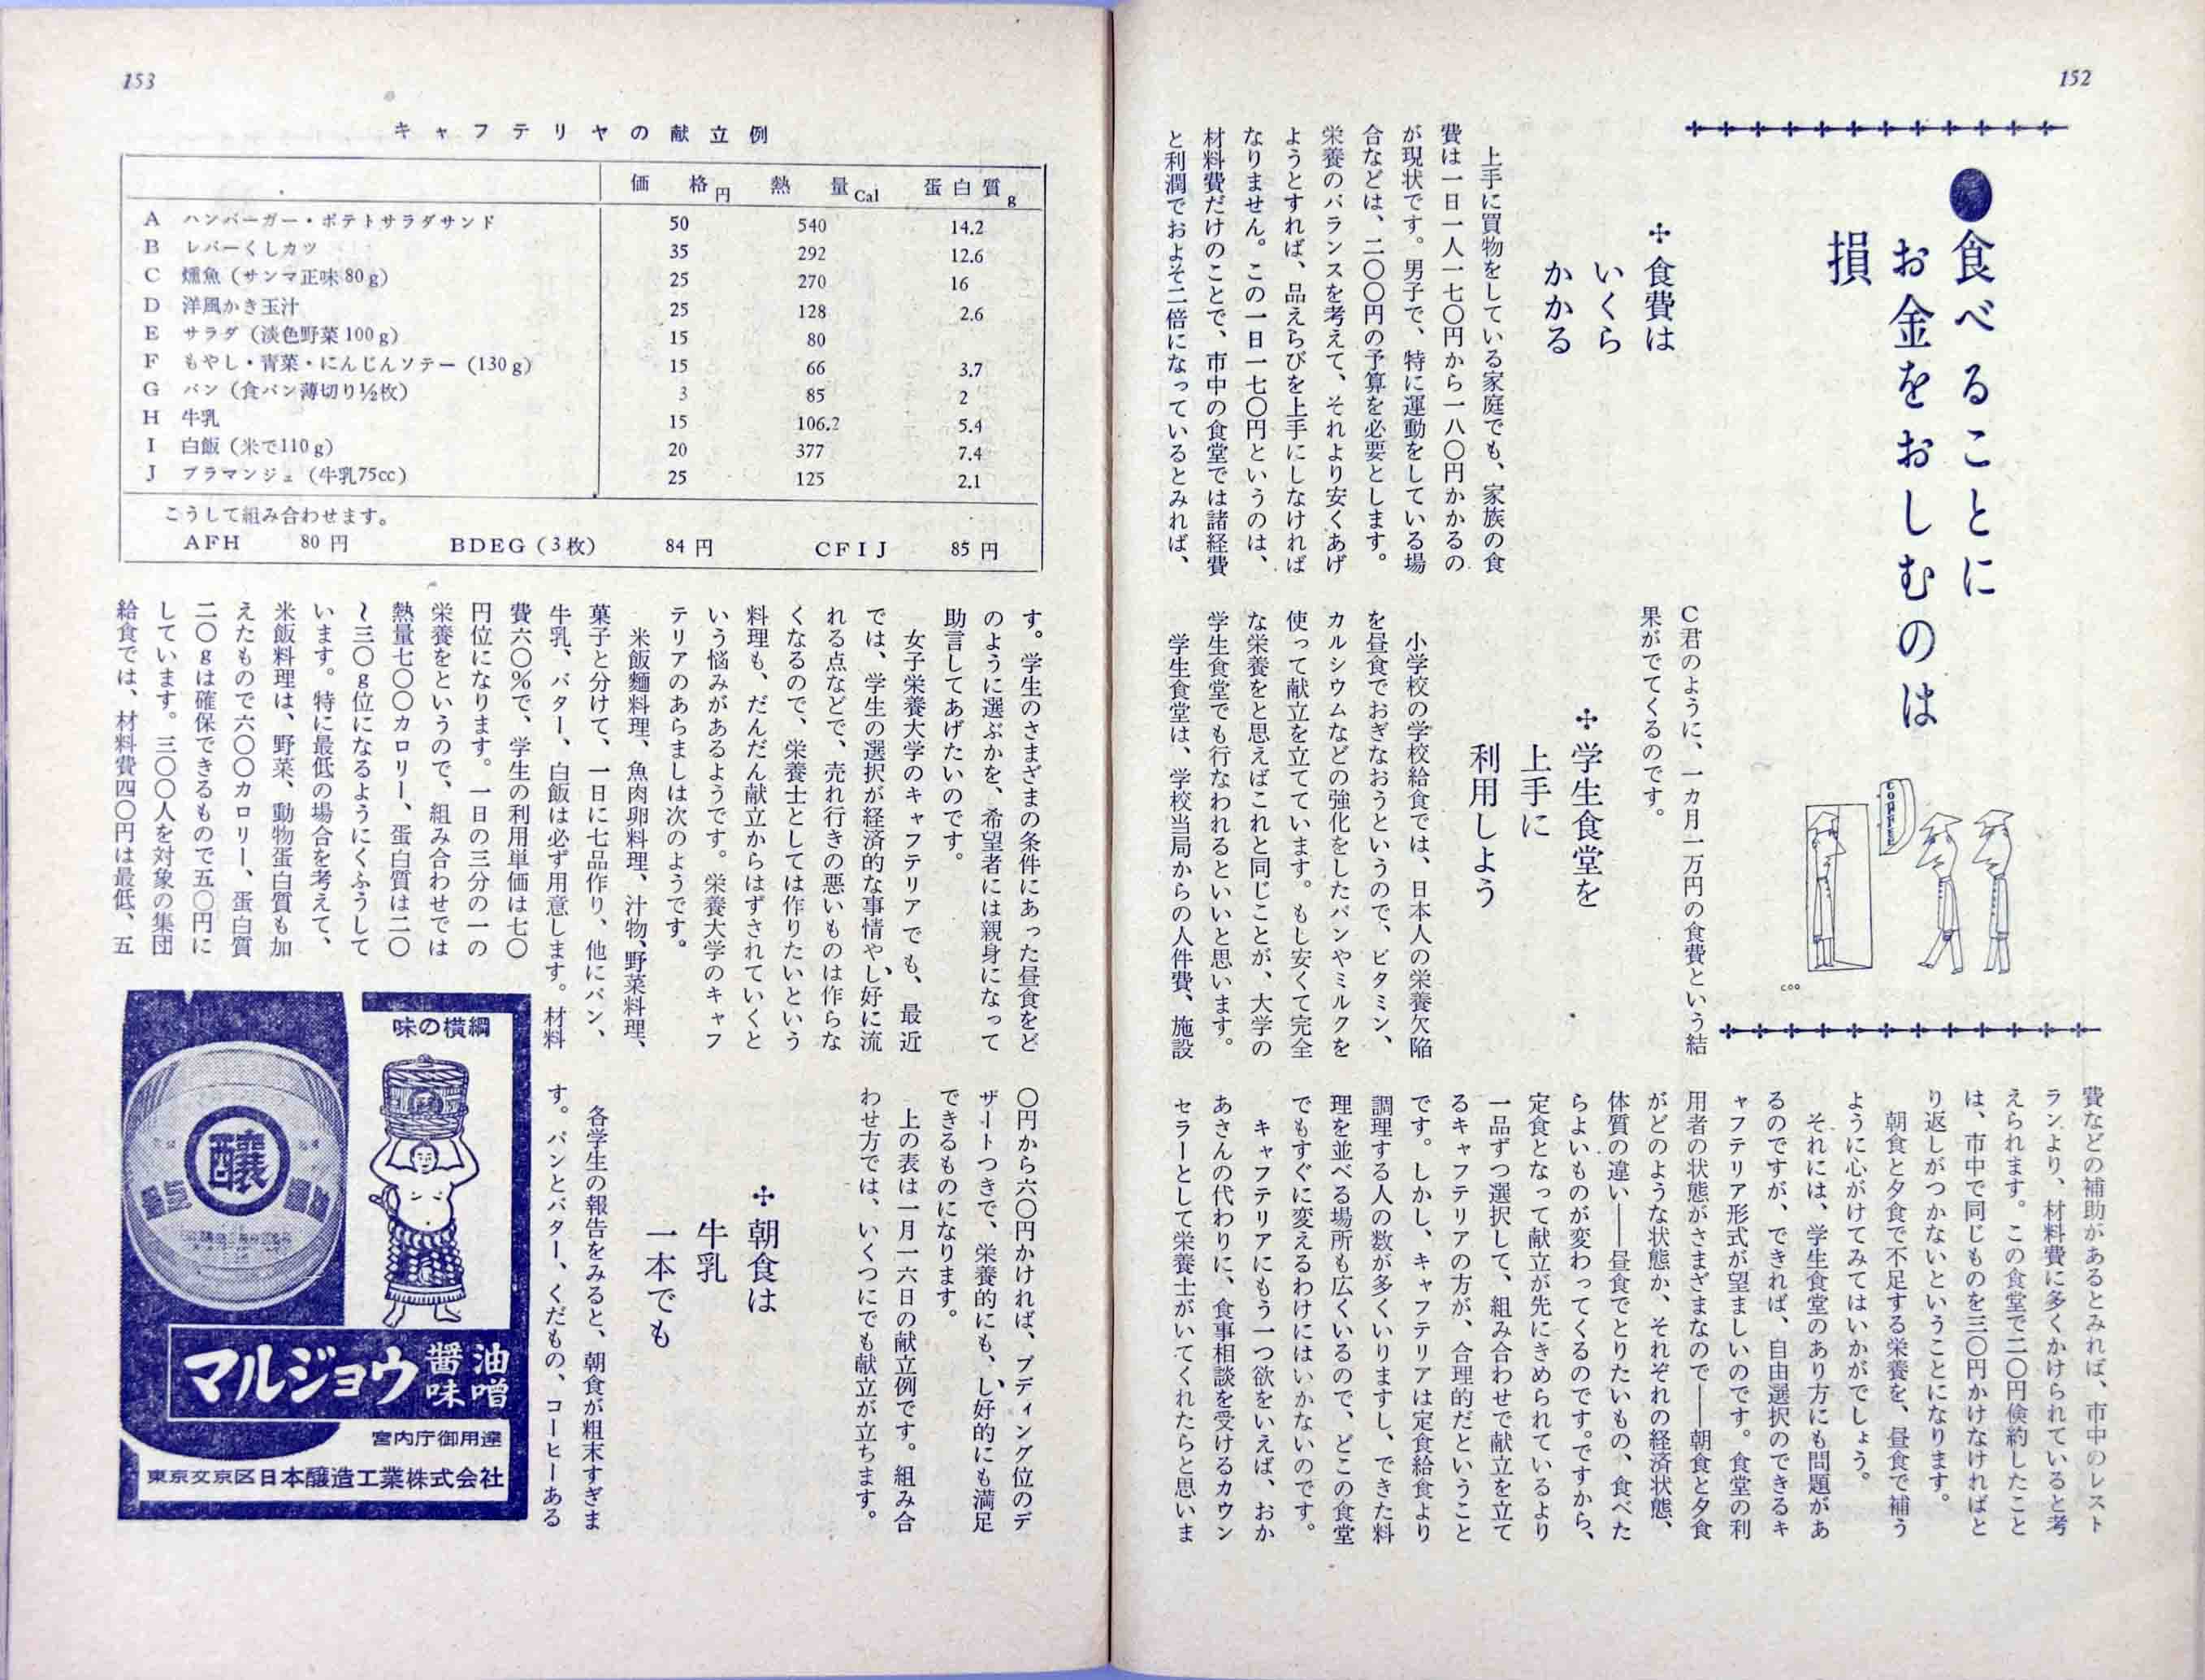 152
●食べることに
お金をおしむのは
損
✣食費は
いくら
かかる
上手に買物をしている家庭でも、家族の食
費は一日一人一七〇円から一八〇円かかるの
が現状です。男子で、特に運動をしている場
合などは、二〇〇円の予算を必要とします。
栄養のバランスを考えて、それより安くあげ
ようとすれば、品えらびを上手にしなければ
なりません。この一日一七〇円というのは、
材料費だけのことで、市中の食堂では諸経費
と利潤でおよそ二倍になっているとみれば、
C君のように、一カ月一万円の食費という結
果がでてくるのです。
✣学生食堂を
上手に
利用しよう
小学校の学校給食では、日本人の栄養欠陥
を昼食でおぎなおうというので、ビタミン、
カルシウムなどの強化をしたパンやミルクを
使って献立を立てています。もし安くて完全
な栄養をと思えばこれと同じことが、大学の
学生食堂でも行なわれるといいと思います。
学生食堂は、学校当局からの人件費、施設
COFFEE
coo
費などの補助があるとみれば、市中のレスト
ランより、材料費に多くかけられていると考
えられます。この食堂で二〇円倹約したこと
は、市中で同じものを三〇円かけなければと
り返しがつかないということになります。
朝食と夕食で不足する栄養を、昼食で補う
ように心がけてみてはいかがでしょう。
それには、学生食堂のあり方にも問題があ
るのですが、できれば、自由選択のできるキ
ャフテリア形式が望ましいのです。食堂の利
用者の状態がさまざまなので――朝食と夕食
がどのような状態か、それぞれの経済状態、
体質の違い――昼食でとりたいもの、食べた
らよいものが変わってくるのです。ですから、
定食となって献立が先にきめられているより
一品ずつ選択して、組み合わせで献立を立て
るキャフテリアの方が、合理的だということ
です。しかし、キャフテリアは定食給食より
調理する人の数が多くいりますし、できた料
理を並べる場所も広くいるので、どこの食堂
でもすぐに変えるわけにはいかないのです。
キャフテリアにもう一つ欲をいえば、おか
あさんの代わりに、食事相談を受けるカウン
セラーとして栄養士がいてくれたらと思いま
153
キャフテリヤの献立例
価格円 熱量Cal 蛋白質g
A ハンバーガー・ポテトサラダサンド 50 540 14.2
B レバーくしカツ 35 292 12.6
C 燻魚（サンマ正味80g） 25 270 16
D 洋風かき玉汁 25 128 2.6
E サラダ（淡色野菜100g） 15 80
F もやし・青菜・にんじんソテー（130g） 15 66 3.7
G パン（食パン薄切り½枚） 3 85 2
H 牛乳 15 106.2 5.4
I 白飯（米で110g） 20 377 7.4
J ブラマンジェ（牛乳75cc） 25 125 2.1
こうして組み合わせます。
AFH 80円 BDEG（3枚） 84円 CFIJ 85円
す。学生のさまざまの条件にあった昼食をど
のように選ぶかを、希望者には親身になって
助言してあげたいのです。
女子栄養大学のキャフテリアでも、最近
では、学生の選択が経済的な事情やし好に流
れる点などで、売れ行きの悪いものは作らな
くなるので、栄養士としては作りたいという
料理も、だんだん献立からはずされていくと
いう悩みがあるようです。栄養大学のキャフ
テリアのあらましは次のようです。
米飯麺料理、魚肉卵料理、汁物、野菜料理、
菓子と分けて、一日に七品作り、他にパン、
牛乳、バター、白飯は必ず用意します。材料
費六〇％で、学生の利用単価は七〇
円位になります。一日の三分の一の
栄養をというので、組み合わせでは
熱量七〇〇カロリー、蛋白質は二〇
～三〇g位になるようにくふうして
います。特に最低の場合を考えて、
米飯料理は、野菜、動物蛋白質も加
えたもので六〇〇カロリー、蛋白質
二〇gは確保できるもので五〇円に
しています。三〇〇人を対象の集団
給食では、材料費四〇円は最低、五
〇円から六〇円かければ、プディング位のデ
ザートつきで、栄養的にも、し好的にも満足
できるものになります。
上の表は一月一六日の献立例です。組み合
わせ方では、いくつにでも献立が立ちます。
✣朝食は
牛乳
一本でも
各学生の報告をみると、朝食が粗末すぎま
す。パンとバター、くだもの、コーヒーある
味の横綱
醸
マルジョウ 醤油 味噌
宮内庁御用達
東京文京区日本醸造工業株式会社